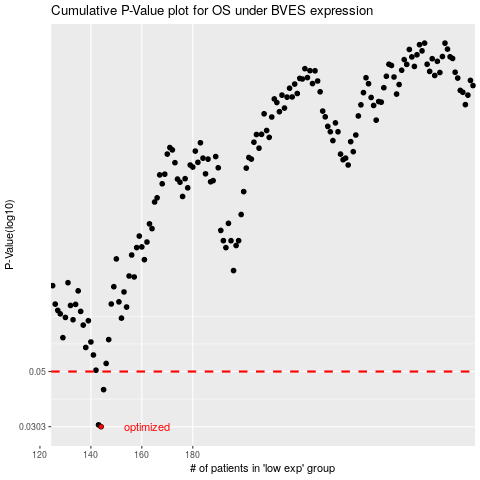 Cumulative P-Value plot for OS under BVES expression
P-Value(log10)
0.05
0.0303
optimized
120 140 160 180
# of patients in 'low exp' group